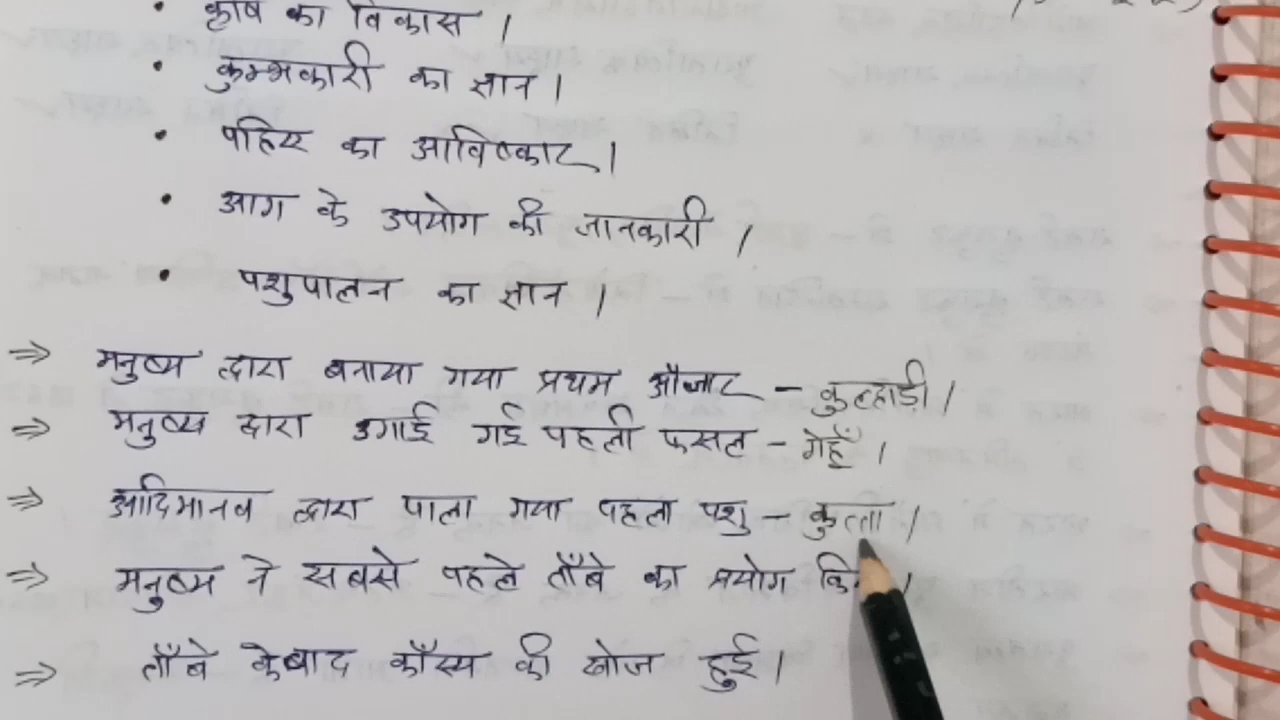 • कृषि का विकास ।
• कुम्भकारी का ज्ञान ।
• पहिए का आविष्कार ।
• आग के उपयोग की जानकारी ।
• पशुपालन का ज्ञान ।
⇒ मनुष्य द्वारा बनाया गया प्रथम औजार - कुल्हाडी ।
⇒ मनुष्य द्वारा उगाई गई पहली फसल - गेहूँ ।
⇒ आदिमानव द्वारा पाला गया पहला पशु - कुत्ता ।
⇒ मनुष्य ने सबसे पहले ताँबे का प्रयोग ।
⇒ ताँबे के बाद काँस्य की खोज हुई ।